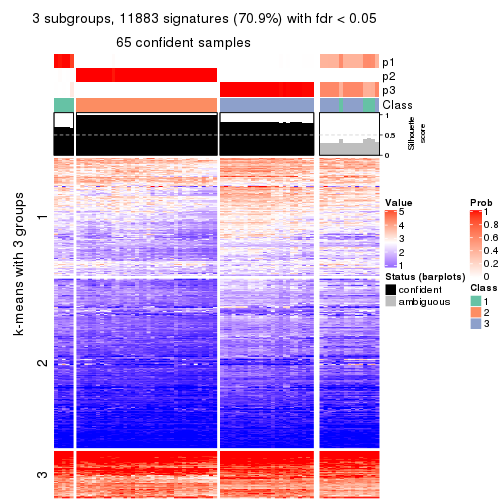 3 subgroups, 11883 signatures (70.9%) with fdr < 0.05
65 confident samples
p1
p2
p3
Class
1
0.5
0
Silhouette
score
k-means with 3 groups
1
2
3
Value
5
4
3
2
1
Status (barplots)
confident
ambiguous
Prob
1
0.8
0.6
0.4
0.2
0
Class
1
2
3